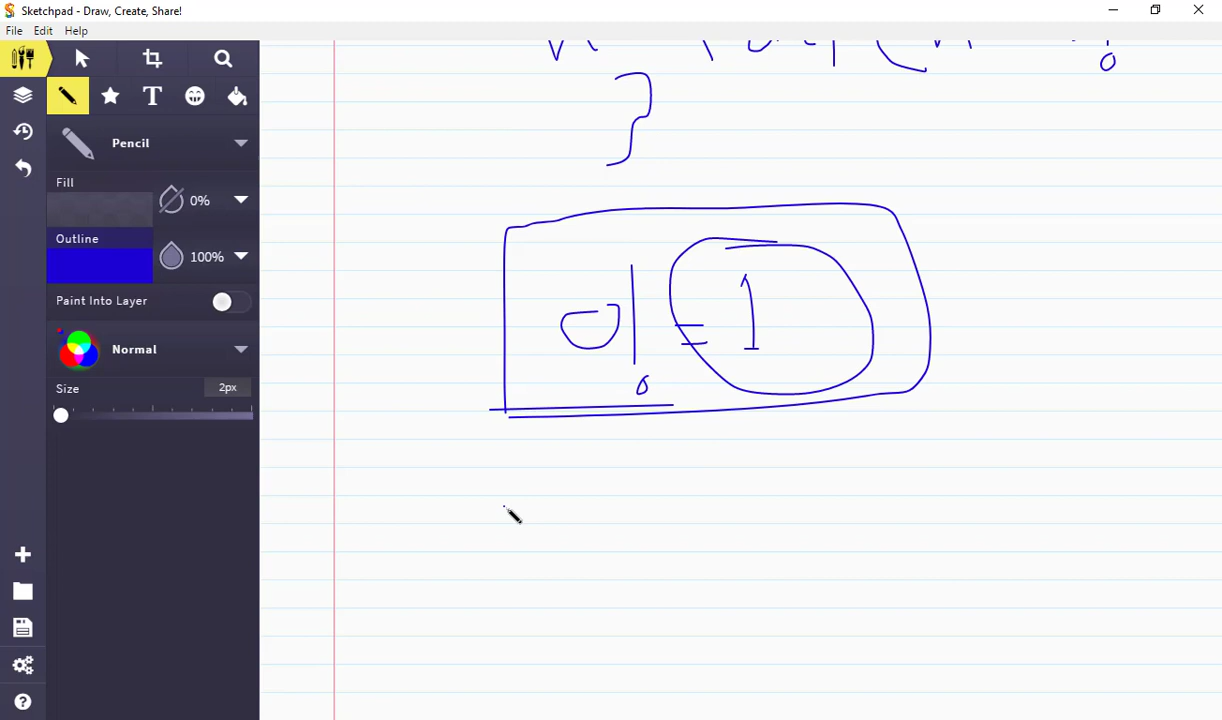 Sketchpad - Draw, Create, Share!
File Edit Help
Pencil
Fill
0%
Outline
100%
Paint Into Layer
Normal
Size
2px
}
0! = 1